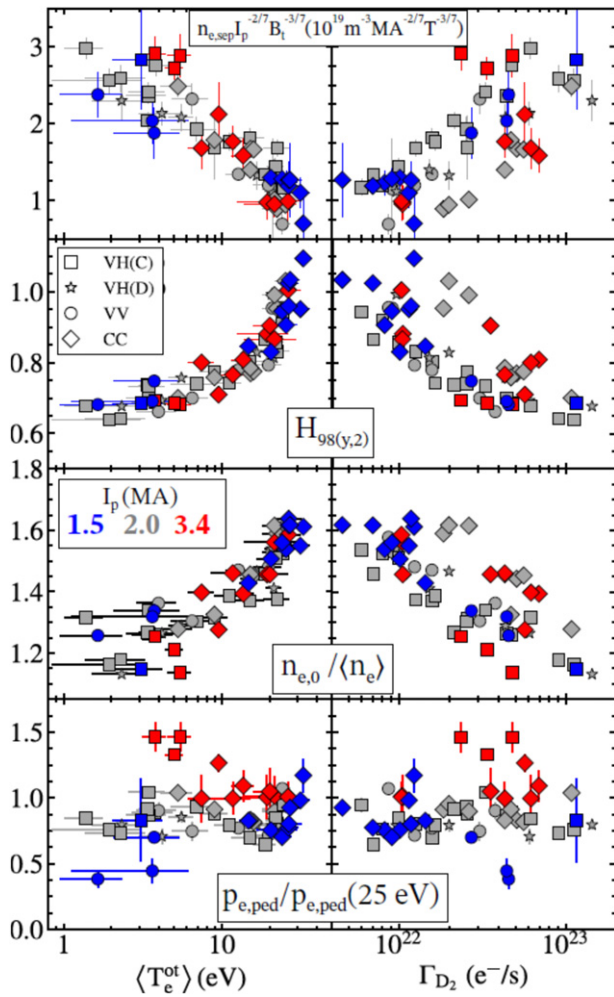 n_{e,sep}I_p^{-2/7}B_t^{-3/7}(10^{19}m^{-3}MA^{-2/7}T^{-3/7})
3
2
1
VH(C)
VH(D)
VV
CC
1.0
0.8
0.6
H_{98(y,2)}
1.8
I_p(MA)
1.5 2.0 3.4
1.6
1.4
1.2
n_{e,0}/⟨n_e⟩
1.5
1.0
0.5
0.0
p_{e,ped}/p_{e,ped}(25 eV)
1 10 10^{22} 10^{23}
⟨T_e^{ot}⟩(eV) Γ_{D_2} (e^-/s)